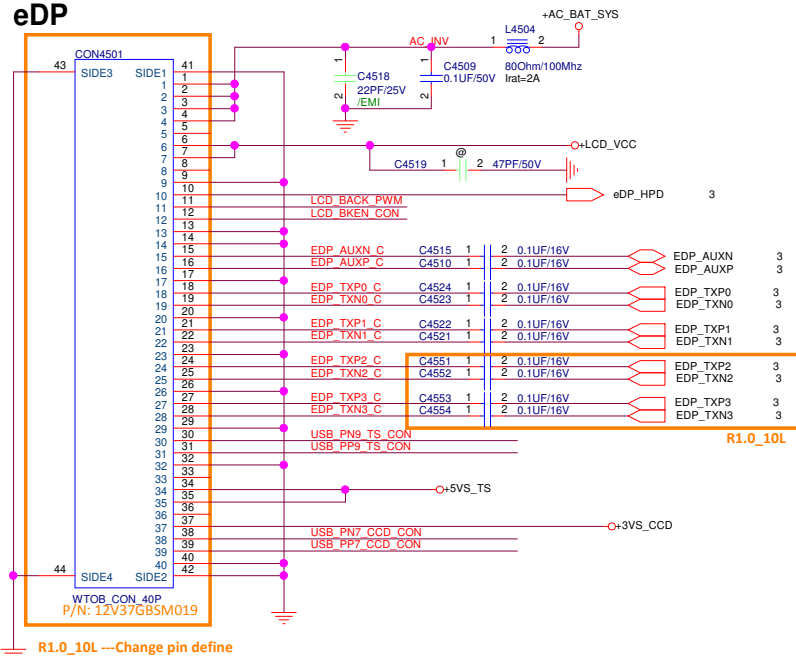 eDP
+AC_BAT_SYS
CON4501
AC_INV
L4504
1 2
80Ohm/100Mhz
Irat=2A
C4518
22PF/25V
/EMI
1
2
C4509
0.1UF/50V
1
2
43 SIDE3 SIDE1 41
1 1
2 2
3 3
4 4
5 5
6 6
7 7
8 8
9 9
10 10
11 11
12 12
13 13
14 14
15 15
16 16
17 17
18 18
19 19
20 20
21 21
22 22
23 23
24 24
25 25
26 26
27 27
28 28
29 29
30 30
31 31
32 32
33 33
34 34
35 35
36 36
37 37
38 38
39 39
40 40
44 SIDE4 SIDE2 42
WTOB_CON_40P
P/N: 12V37GBSM019
R1.0_10L ---Change pin define
+LCD_VCC
@
C4519 1 2 47PF/50V
eDP_HPD 3
LCD_BACK_PWM
LCD_BKEN_CON
EDP_AUXN_C C4515 1 2 0.1UF/16V EDP_AUXN 3
EDP_AUXP_C C4510 1 2 0.1UF/16V EDP_AUXP 3
EDP_TXP0_C C4524 1 2 0.1UF/16V EDP_TXP0 3
EDP_TXN0_C C4523 1 2 0.1UF/16V EDP_TXN0 3
EDP_TXP1_C C4522 1 2 0.1UF/16V EDP_TXP1 3
EDP_TXN1_C C4521 1 2 0.1UF/16V EDP_TXN1 3
EDP_TXP2_C C4551 1 2 0.1UF/16V EDP_TXP2 3
EDP_TXN2_C C4552 1 2 0.1UF/16V EDP_TXN2 3
EDP_TXP3_C C4553 1 2 0.1UF/16V EDP_TXP3 3
EDP_TXN3_C C4554 1 2 0.1UF/16V EDP_TXN3 3
R1.0_10L
USB_PN9_TS_CON
USB_PP9_TS_CON
+5VS_TS
+3VS_CCD
USB_PN7_CCD_CON
USB_PP7_CCD_CON